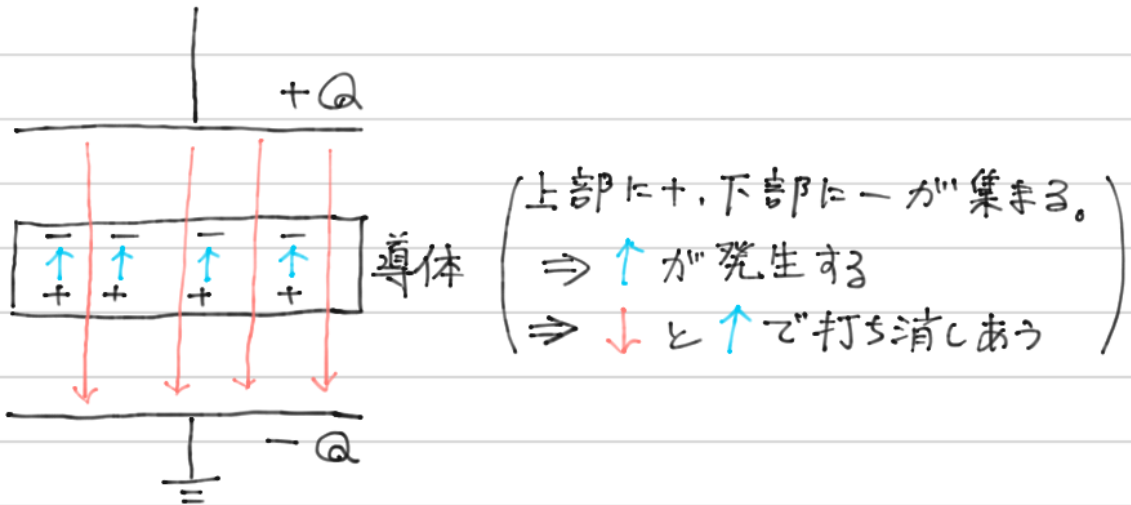 +Q
上部に+、下部に−が集まる。
− − − −
導体
⇒ ↑ が発生する
+ + + +
⇒ ↓ と ↑ で打ち消しあう
−Q